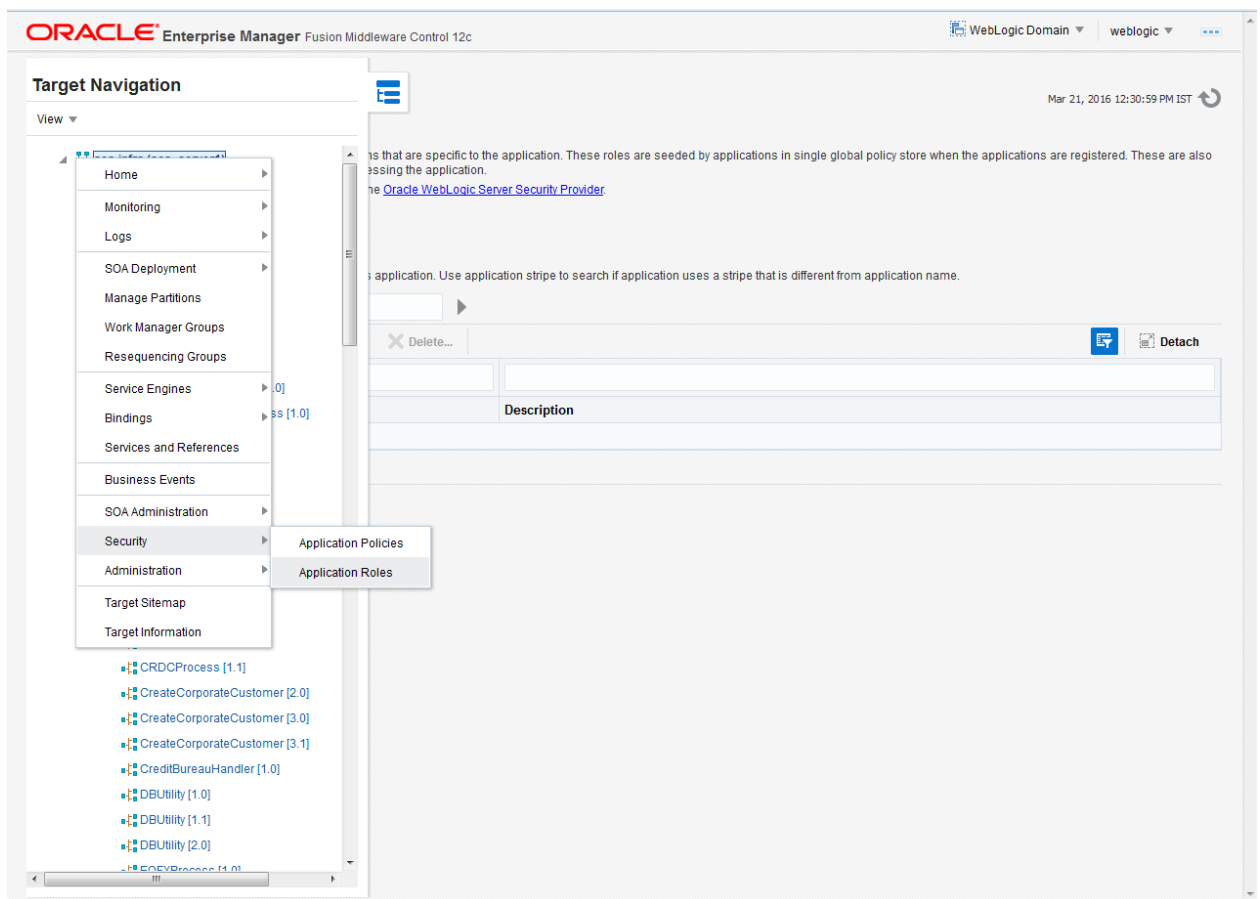 ORACLE Enterprise Manager Fusion Middleware Control 12c
WebLogic Domain
weblogic
Target Navigation
View
Mar 21, 2016 12:30:59 PM IST
that are specific to the application. These roles are seeded by applications in single global policy store when the applications are registered. These are also
the application.
Oracle WebLogic Server Security Provider.
application. Use application stripe to search if application uses a stripe that is different from application name.
Home
Monitoring
Logs
SOA Deployment
Manage Partitions
Work Manager Groups
Resequencing Groups
Service Engines
Bindings
Services and References
Business Events
SOA Administration
Security
Administration
Target Sitemap
Target Information
Application Policies
Application Roles
.0]
ss [1.0]
Delete...
Detach
Description
CRDCProcess [1.1]
CreateCorporateCustomer [2.0]
CreateCorporateCustomer [3.0]
CreateCorporateCustomer [3.1]
CreditBureauHandler [1.0]
DBUtility [1.0]
DBUtility [1.1]
DBUtility [2.0]